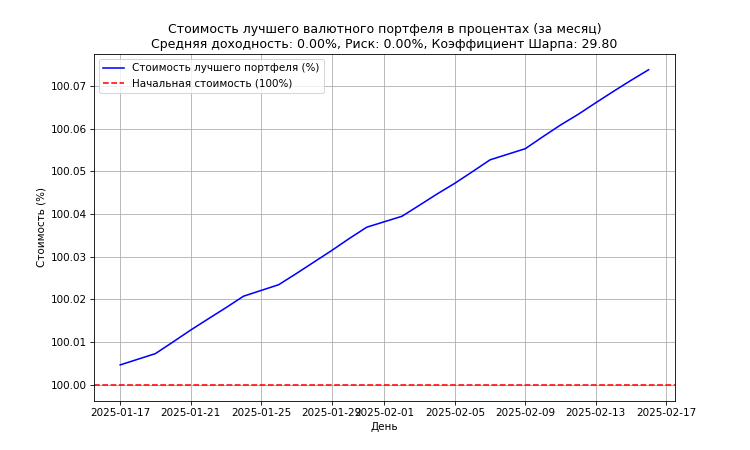 Стоимость лучшего валютного портфеля в процентах (за месяц)
Средняя доходность: 0.00%, Риск: 0.00%, Коэффициент Шарпа: 29.80
Стоимость лучшего портфеля (%)
Начальная стоимость (100%)
Стоимость (%)
100.07
100.06
100.05
100.04
100.03
100.02
100.01
100.00
2025-01-17
2025-01-21
2025-01-25
2025-01-29
2025-02-01
2025-02-05
2025-02-09
2025-02-13
2025-02-17
День